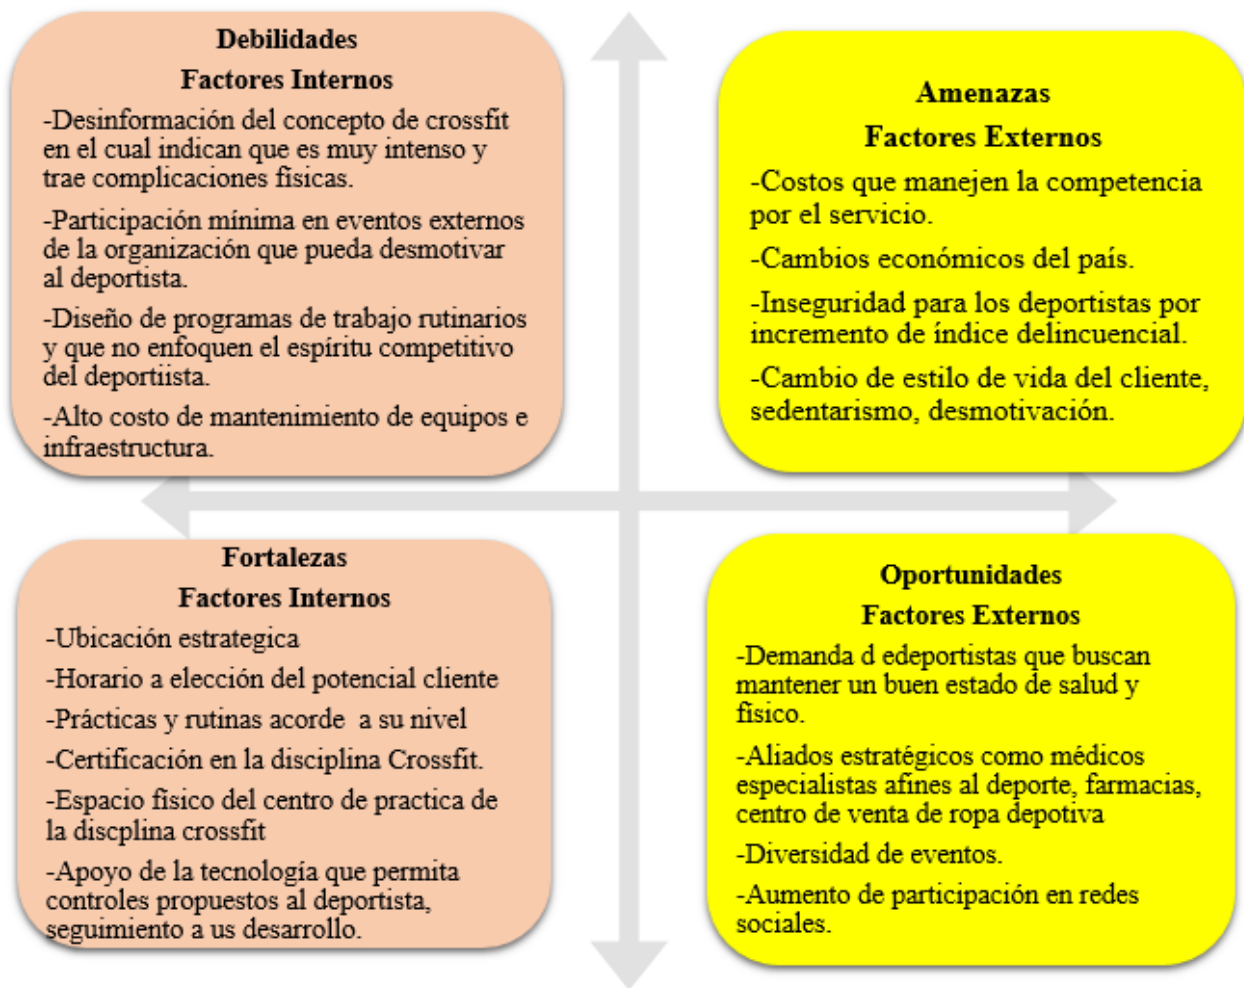 Debilidades
Factores Internos
-Desinformación del concepto de crossfit
en el cual indican que es muy intenso y
trae complicaciones físicas.
-Participación mínima en eventos externos
de la organización que pueda desmotivar
al deportista.
-Diseño de programas de trabajo rutinarios
y que no enfoquen el espíritu competitivo
del deportiista.
-Alto costo de mantenimiento de equipos e
infraestructura.
Amenazas
Factores Externos
-Costos que manejen la competencia
por el servicio.
-Cambios económicos del país.
-Inseguridad para los deportistas por
incremento de índice delincuencial.
-Cambio de estilo de vida del cliente,
sedentarismo, desmotivación.
Fortalezas
Factores Internos
-Ubicación estrategica
-Horario a elección del potencial cliente
-Prácticas y rutinas acorde  a su nivel
-Certificación en la disciplina Crossfit.
-Espacio físico del centro de practica de
la discplina crossfit
-Apoyo de la tecnología que permita
controles propuestos al deportista,
seguimiento a us desarrollo.
Oportunidades
Factores Externos
-Demanda d edeportistas que buscan
mantener un buen estado de salud y
físico.
-Aliados estratégicos como médicos
especialistas afines al deporte, farmacias,
centro de venta de ropa depotiva
-Diversidad de eventos.
-Aumento de participación en redes
sociales.